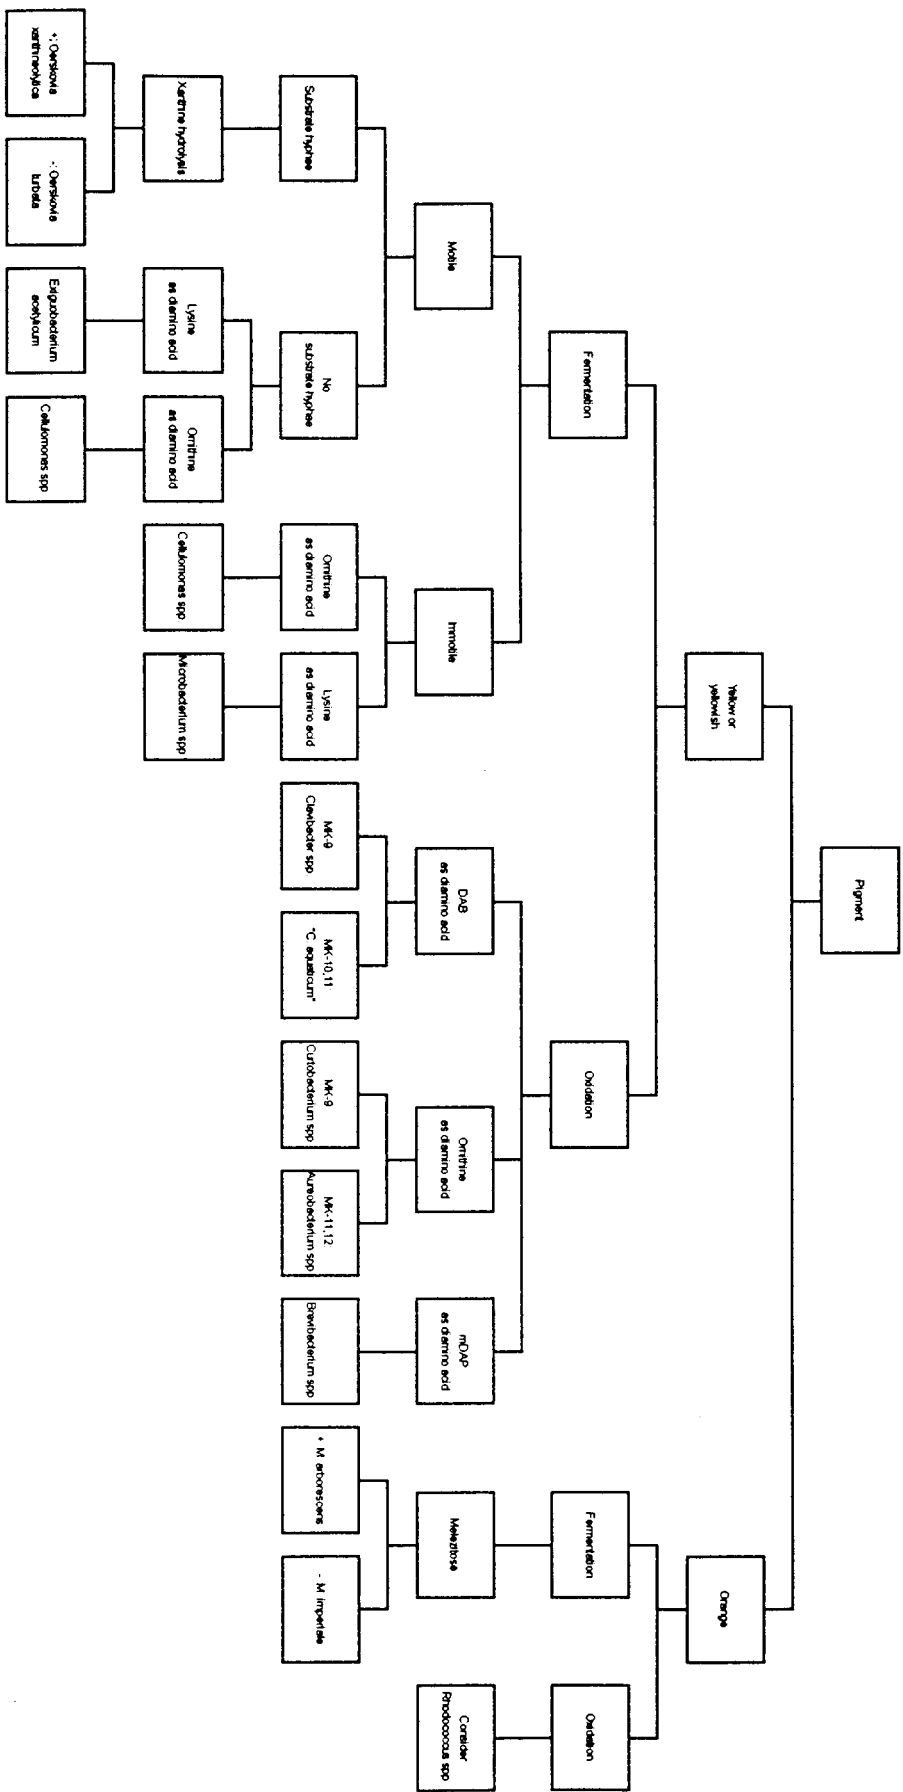 Pigment
Yellow or
yellowish
Orange
Fermentation
Oxidation
Fermentation
Oxidation
Motile
Immotile
DAB
as diamino acid
Ornithine
as diamino acid
mDAP
as diamino acid
Melezitose
Consider
Rhodococcus spp
Substrate hyphae
No
substrate hyphae
Ornithine
as diamino acid
Lysine
as diamino acid
MK-9
Clavibacter spp
MK-10,11
"C aquaticum"
MK-9
Curtobacterium spp
MK-11,12
Aureobacterium spp
Brevibacterium spp
+ M arborescens
- M imperiale
Xanthine hydrolysis
Lysine
as diamino acid
Ornithine
as diamino acid
Cellulomonas spp
Microbacterium spp
+; Oerskovia
xanthineolytica
-; Oerskovia
turbata
Exiguobacterium
acetylicum
Cellulomonas spp